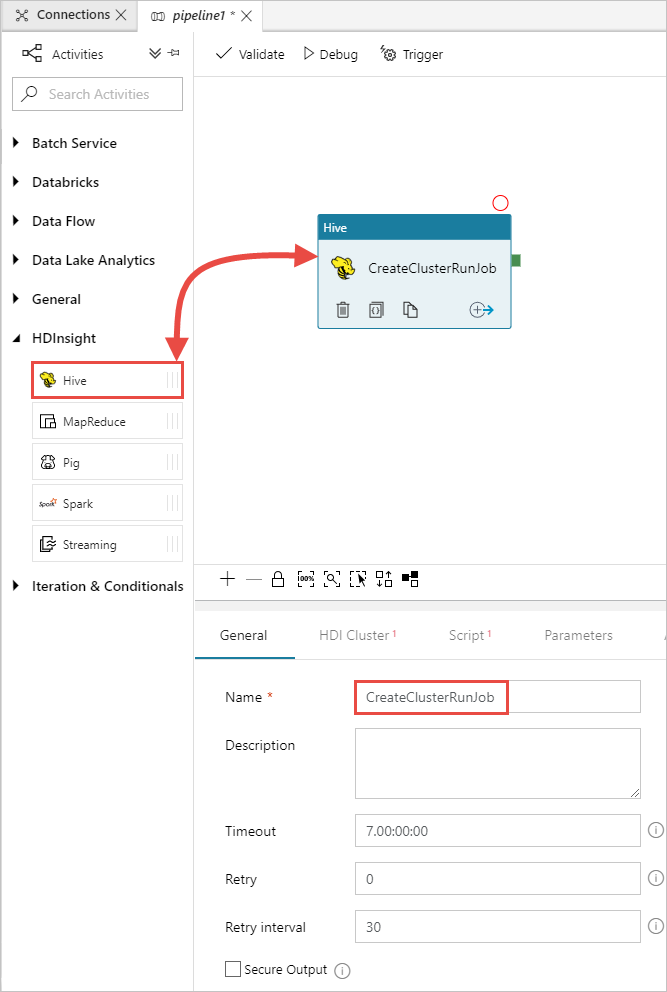 Connections
pipeline1 *
Activities
Search Activities
Batch Service
Databricks
Data Flow
Data Lake Analytics
General
HDInsight
Hive
MapReduce
Pig
Spark
Spark
Streaming
Iteration & Conditionals
Validate
Debug
Trigger
Hive
CreateClusterRunJob
{}
100%
General
HDI Cluster 1
Script 1
Parameters
Name *
CreateClusterRunJob
Description
Timeout
7.00:00:00
Retry
0
Retry interval
30
Secure Output